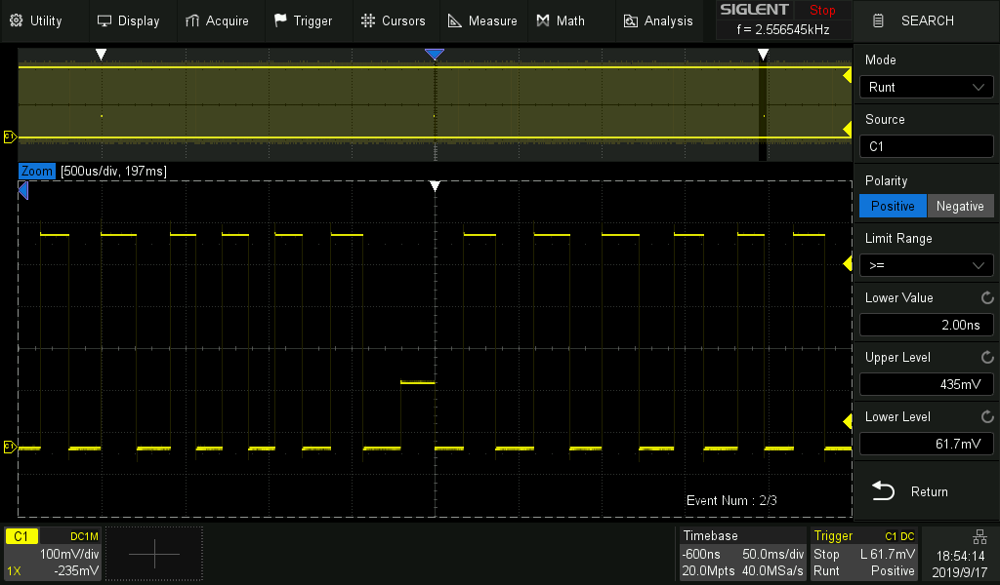 Utility Display Acquire Trigger Cursors Measure Math Analysis
SIGLENT Stop
f = 2.556545kHz
SEARCH
Mode
Runt
Source
C1
Polarity
Positive Negative
Limit Range
>=
Lower Value
2.00ns
Upper Level
435mV
Lower Level
61.7mV
Return
C1
Zoom [500us/div, 197ms]
C1
Event Num : 2/3
C1 DC1M
100mV/div
1X -235mV
Timebase
-600ns 50.0ms/div
20.0Mpts 40.0MSa/s
Trigger C1 DC
Stop L 61.7mV
Runt Positive
18:54:14
2019/9/17